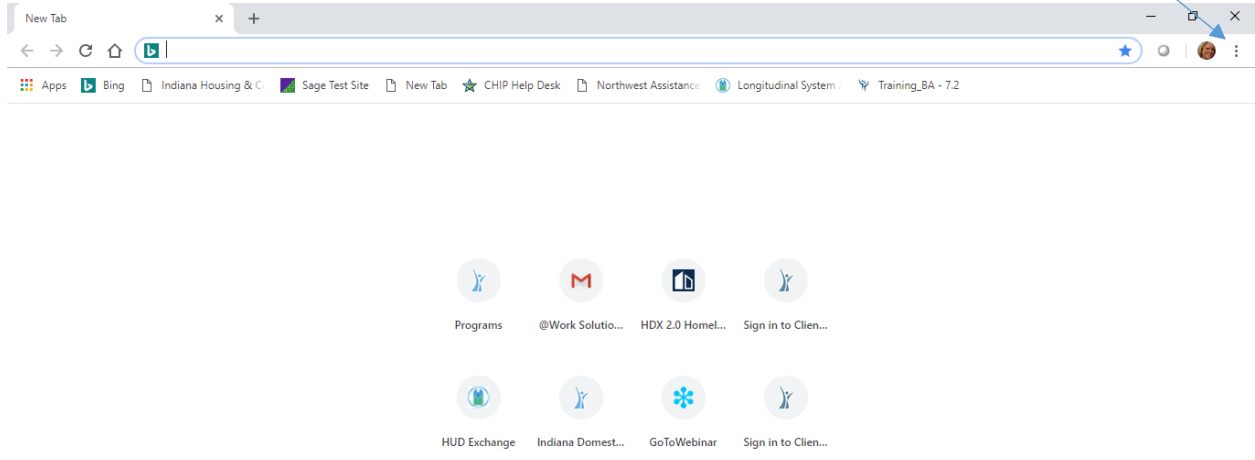 New Tab
Apps Bing Indiana Housing & C Sage Test Site New Tab CHIP Help Desk Northwest Assistance Longitudinal System Training_BA - 7.2
Programs @Work Solutio... HDX 2.0 Homel... Sign in to Clien...
HUD Exchange Indiana Domest... GoToWebinar Sign in to Clien...